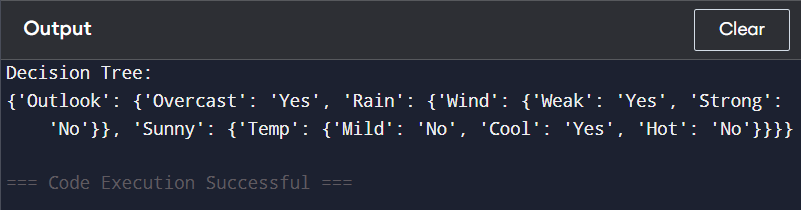 Output
Clear
Decision Tree:
{'Outlook': {'Overcast': 'Yes', 'Rain': {'Wind': {'Weak': 'Yes', 'Strong':
'No'}}, 'Sunny': {'Temp': {'Mild': 'No', 'Cool': 'Yes', 'Hot': 'No'}}}}
=== Code Execution Successful ===